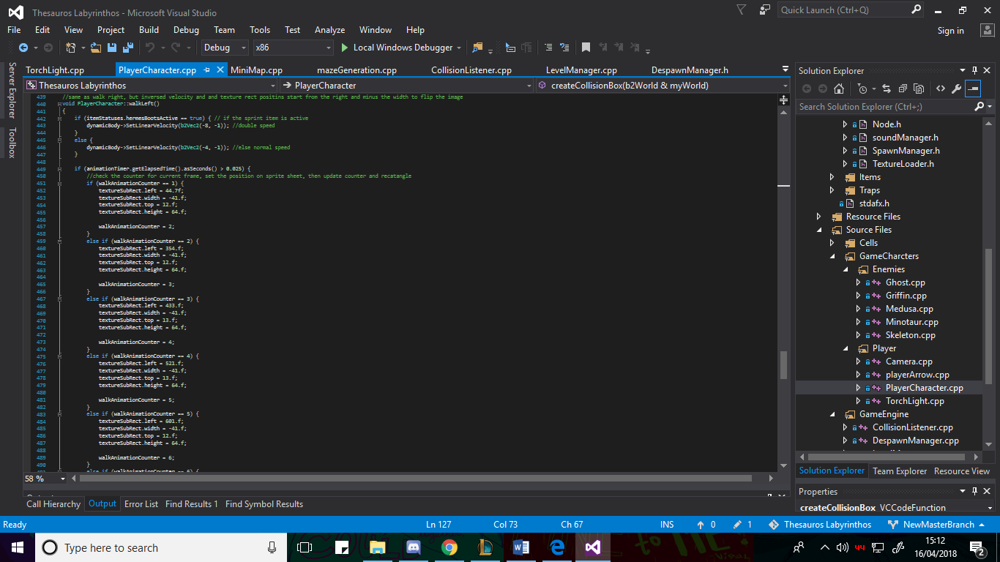 Thesauros Labyrinthos - Microsoft Visual Studio
Quick Launch (Ctrl+Q)
File Edit View Project Build Debug Team Tools Test Analyze Window Help
Sign in
Debug x86 Local Windows Debugger
Server Explorer
Toolbox
TorchLight.cpp PlayerCharacter.cpp MiniMap.cpp mazeGeneration.cpp CollisionListener.cpp LevelManager.cpp DespawnManager.h
Thesauros Labyrinthos PlayerCharacter createCollisionBox(b2World & myWorld)
439 //same as walk right, but inversed velocity and and texture rect positins start from the right and minus the width to flip the image
440 void PlayerCharacter::walkLeft()
441 {
442 if (itemStatuses.hermesBootsActive == true) { // if the sprint item is active
443 dynamicBody->SetLinearVelocity(b2Vec2(-8, -1)); //double speed
444 }
445 else {
446 dynamicBody->SetLinearVelocity(b2Vec2(-4, -1)); //else normal speed
447 }
448
449 if (animationTimer.getElapsedTime().asSeconds() > 0.025) {
450 //check the counter for current frame, set the position on sprite sheet, then update counter and recatangle
451 if (walkAnimationCounter == 1) {
452 textureSubRect.left = 44.7f;
453 textureSubRect.width = -41.f;
454 textureSubRect.top = 12.f;
455 textureSubRect.height = 64.f;
456
457 walkAnimationCounter = 2;
458 }
459 else if (walkAnimationCounter == 2) {
460 textureSubRect.left = 354.f;
461 textureSubRect.width = -41.f;
462 textureSubRect.top = 12.f;
463 textureSubRect.height = 64.f;
464
465 walkAnimationCounter = 3;
466 }
467 else if (walkAnimationCounter == 3) {
468 textureSubRect.left = 433.f;
469 textureSubRect.width = -41.f;
470 textureSubRect.top = 13.f;
471 textureSubRect.height = 64.f;
472
473 walkAnimationCounter = 4;
474 }
475 else if (walkAnimationCounter == 4) {
476 textureSubRect.left = 521.f;
477 textureSubRect.width = -41.f;
478 textureSubRect.top = 13.f;
479 textureSubRect.height = 64.f;
480
481 walkAnimationCounter = 5;
482 }
483 else if (walkAnimationCounter == 5) {
484 textureSubRect.left = 601.f;
485 textureSubRect.width = -41.f;
486 textureSubRect.top = 12.f;
487 textureSubRect.height = 64.f;
488
489 walkAnimationCounter = 6;
490 }
else if (walkAnimationCounter == 6) {
58 %
Call Hierarchy Output Error List Find Results 1 Find Symbol Results
Solution Explorer
Search Solution Explorer (Ctrl+;)
Node.h
soundManager.h
SpawnManager.h
TextureLoader.h
Items
Traps
stdafx.h
Resource Files
Source Files
Cells
GameCharcters
Enemies
Ghost.cpp
Griffin.cpp
Medusa.cpp
Minotaur.cpp
Skeleton.cpp
Player
Camera.cpp
playerArrow.cpp
PlayerCharacter.cpp
TorchLight.cpp
GameEngine
CollisionListener.cpp
DespawnManager.cpp
Solution Explorer Team Explorer Resource View
Properties
createCollisionBox VCCodeFunction
Ready Ln 127 Col 73 Ch 67 INS 0 1 Thesauros Labyrinthos NewMasterBranch
Type here to search
15:12
16/04/2018
2